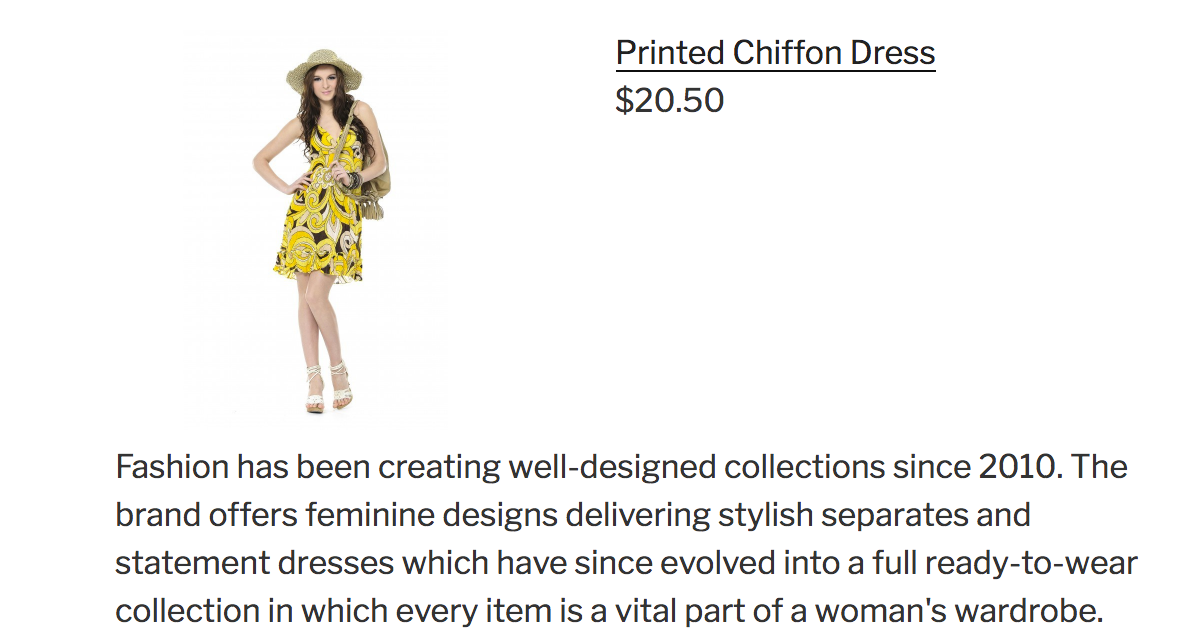 Printed Chiffon Dress
$20.50
Fashion has been creating well-designed collections since 2010. The
brand offers feminine designs delivering stylish separates and
statement dresses which have since evolved into a full ready-to-wear
collection in which every item is a vital part of a woman's wardrobe.